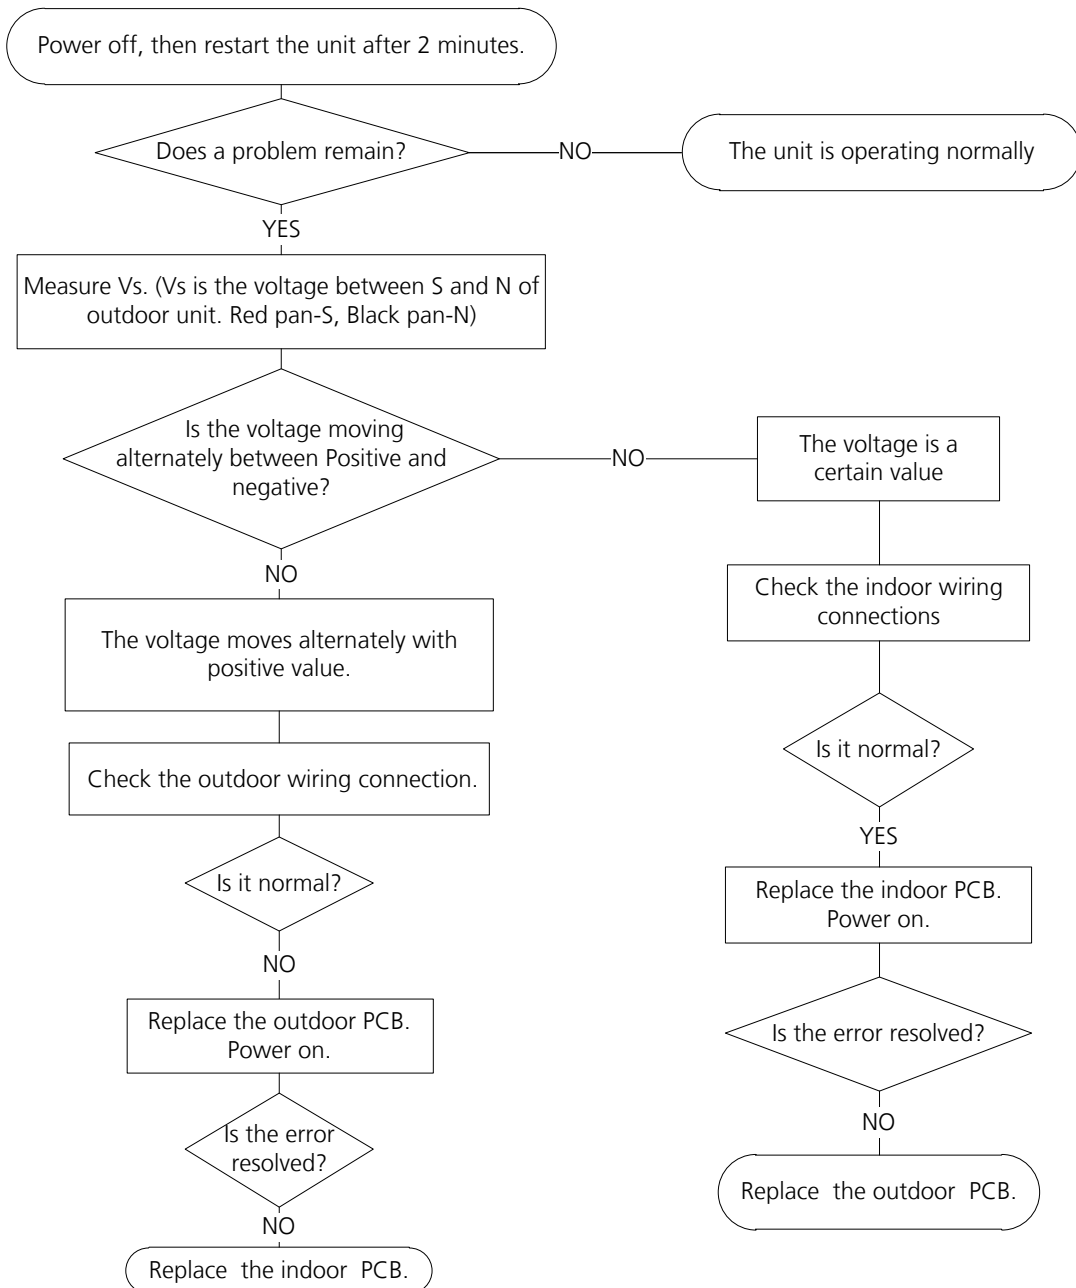 Power off, then restart the unit after 2 minutes.
Does a problem remain?
NO
The unit is operating normally
YES
Measure Vs. (Vs is the voltage between S and N of
outdoor unit. Red pan-S, Black pan-N)
Is the voltage moving
alternately between Positive and
negative?
NO
The voltage is a
certain value
NO
The voltage moves alternately with
positive value.
Check the outdoor wiring connection.
Is it normal?
NO
Replace the outdoor PCB.
Power on.
Is the error
resolved?
NO
Replace the indoor PCB.
Check the indoor wiring
connections
Is it normal?
YES
Replace the indoor PCB.
Power on.
Is the error resolved?
NO
Replace the outdoor PCB.